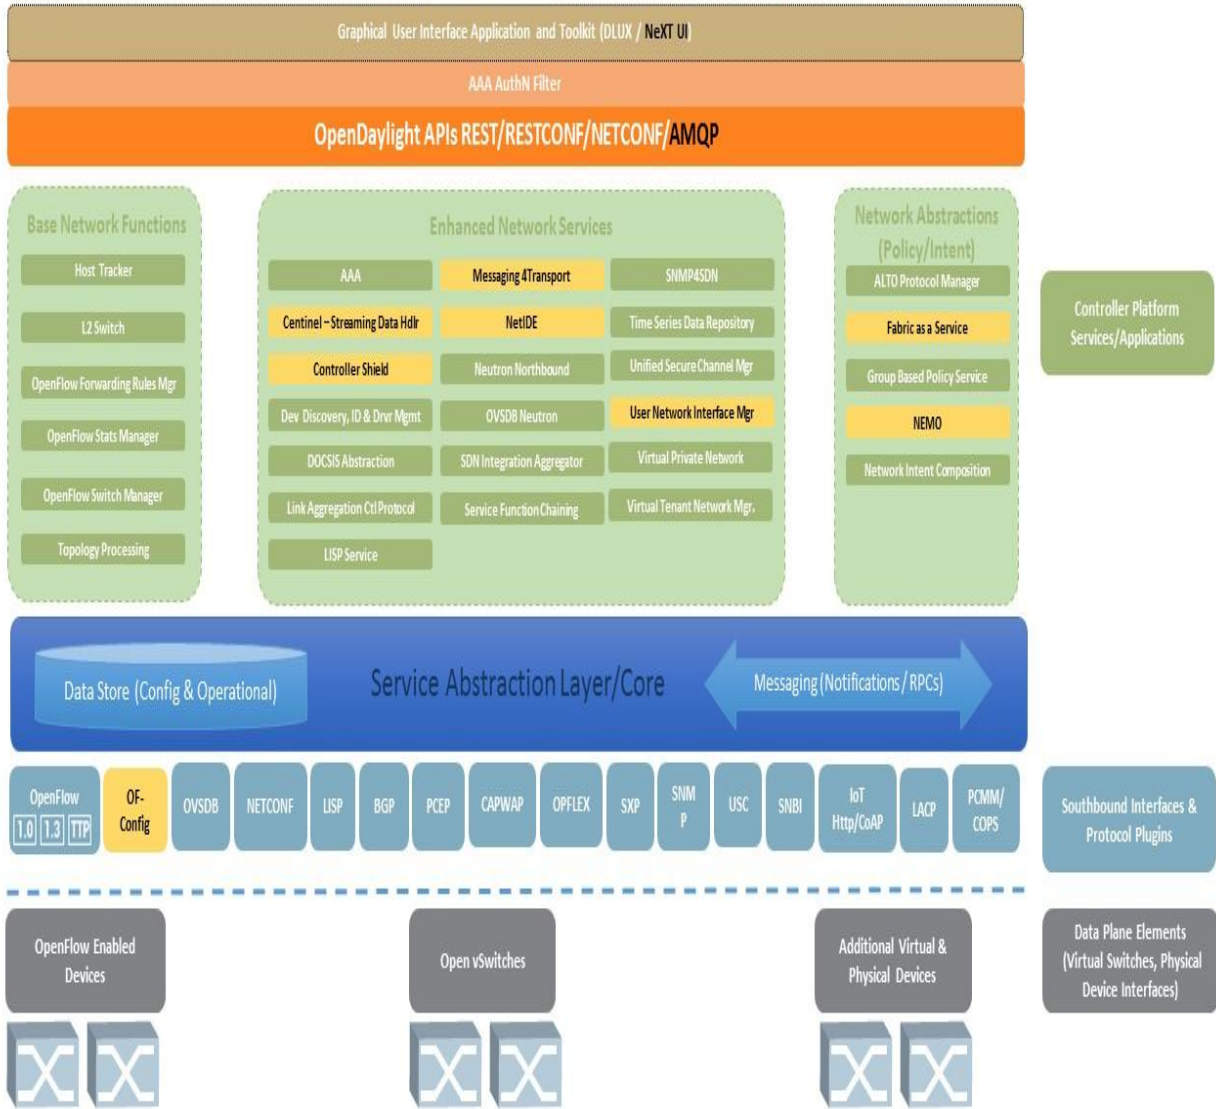 Graphical User Interface Application and Toolkit (DLUX / NeXT UI)
AAA AuthN Filter
OpenDaylight APIs REST/RESTCONF/NETCONF/AMQP
Base Network Functions
Host Tracker
L2 Switch
OpenFlow Forwarding Rules Mgr
OpenFlow Stats Manager
OpenFlow Switch Manager
Topology Processing
Enhanced Network Services
AAA
Centinel – Streaming Data Hdlr
Controller Shield
Dev Discovery, ID & Drvr Mgmt
DOCSIS Abstraction
Link Aggregation Ctl Protocol
LISP Service
Messaging 4Transport
NetIDE
Neutron Northbound
OVSDB Neutron
SDN Integration Aggregator
Service Function Chaining
SNMP4SDN
Time Series Data Repository
Unified Secure Channel Mgr
User Network Interface Mgr
Virtual Private Network
Virtual Tenant Network Mgr.
Network Abstractions
(Policy/Intent)
ALTO Protocol Manager
Fabric as a Service
Group Based Policy Service
NEMO
Network Intent Composition
Controller Platform
Services/Applications
Data Store (Config & Operational)
Service Abstraction Layer/Core
Messaging (Notifications / RPCs)
OpenFlow
1.0 1.3 TTP
OF-
Config
OVSDB
NETCONF
LISP
BGP
PCEP
CAPWAP
OPFLEX
SXP
SNM
P
USC
SNBI
IoT
Http/CoAP
LACP
PCMM/
COPS
Southbound Interfaces &
Protocol Plugins
OpenFlow Enabled
Devices
Open vSwitches
Additional Virtual &
Physical Devices
Data Plane Elements
(Virtual Switches, Physical
Device Interfaces)